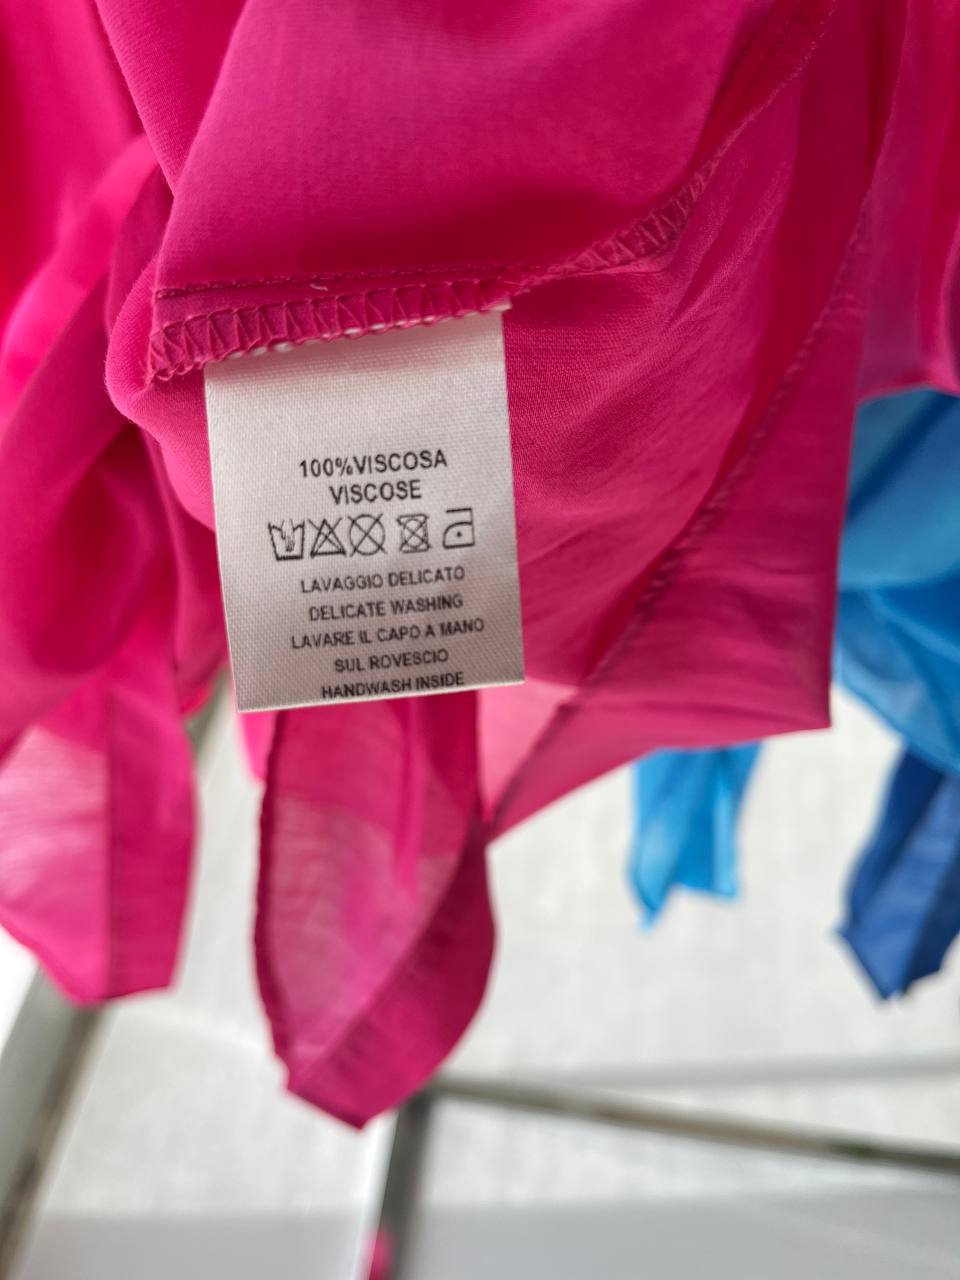 100%VISCOSA
VISCOSE
LAVAGGIO DELICATO
DELICATE WASHING
LAVARE IL CAPO A MANO
SUL ROVESCIO
HANDWASH INSIDE